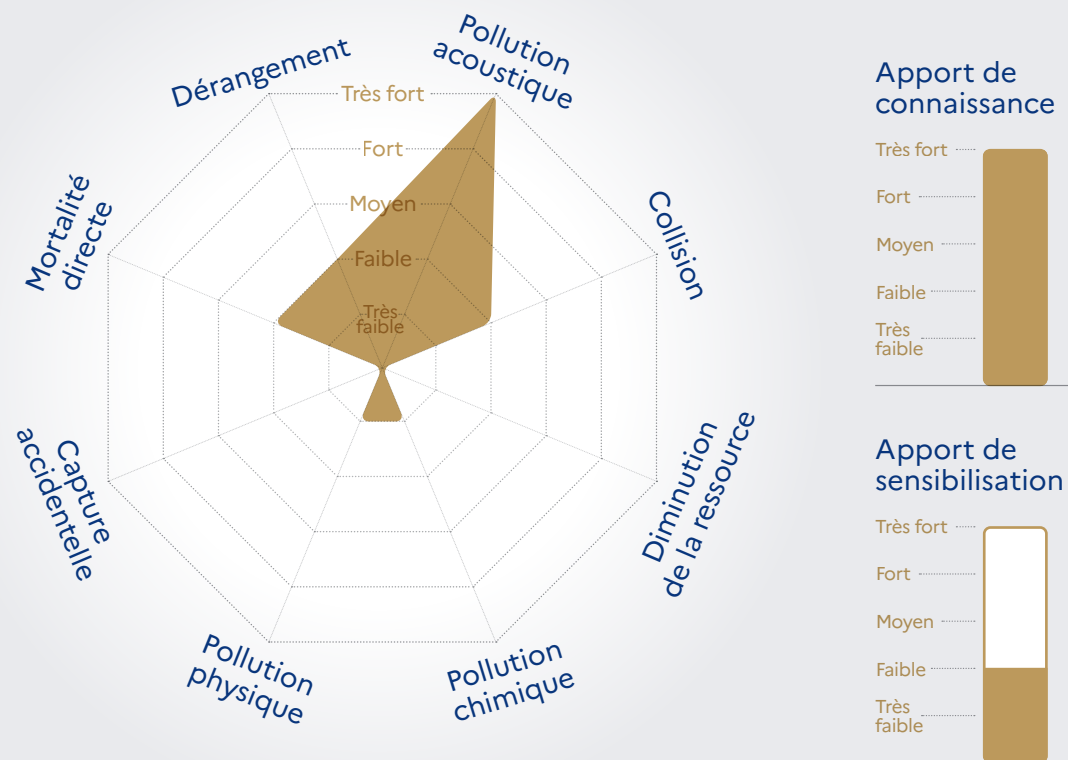 Pollution
acoustique
Dérangement
Très fort
Fort
Moyen
Faible
Très
faible
Mortalité
directe
Collision
Capture
accidentelle
Diminution
de la ressource
Pollution
physique
Pollution
chimique
Apport de
connaissance
Très fort
Fort
Moyen
Faible
Très
faible
Apport de
sensibilisation
Très fort
Fort
Moyen
Faible
Très
faible